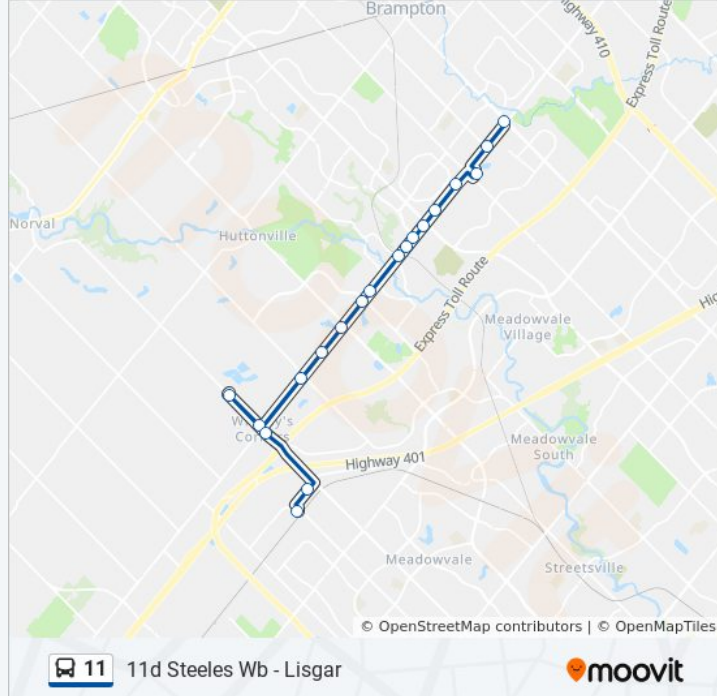 Brampton
Highway 410
Express Toll Route
Norval
Huttonville
Express Toll Route
Meadowvale
Village
Meadowvale
South
Highway 401
Meadowvale
Streetsville
© OpenStreetMap contributors | © OpenMapTiles
11
11d Steeles Wb - Lisgar
moovit